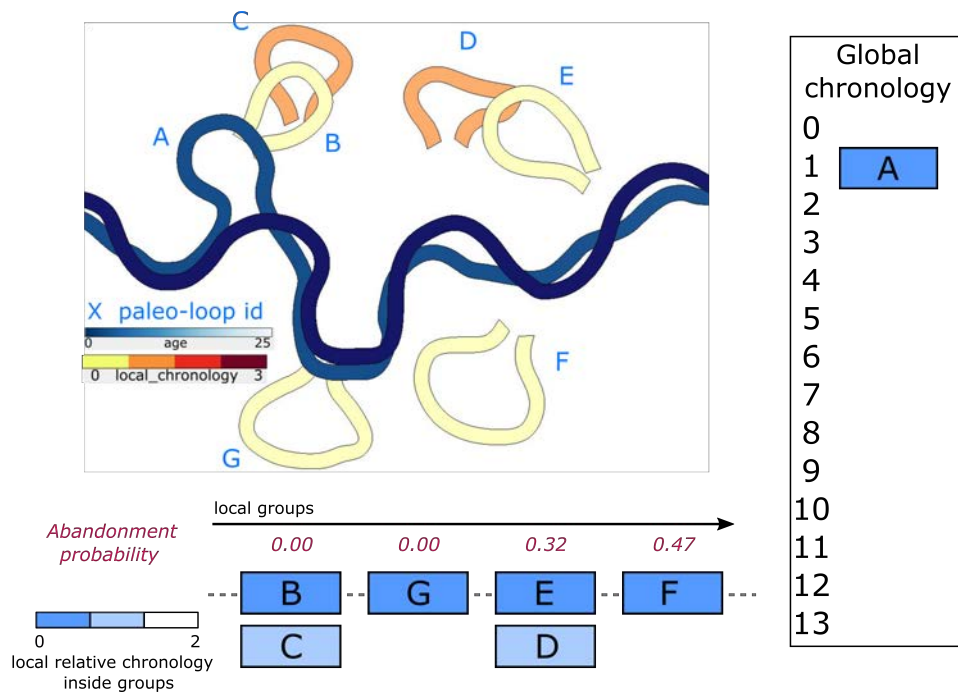 C
D
E
A
B
X paleo-loop id
0 age 25
0 local_chronology 3
F
G
Global
chronology
0
1 A
2
3
4
5
6
7
8
9
10
11
12
13
local groups
Abandonment
probability
0.00 0.00 0.32 0.47
B G E F
C D
0 2
local relative chronology
inside groups